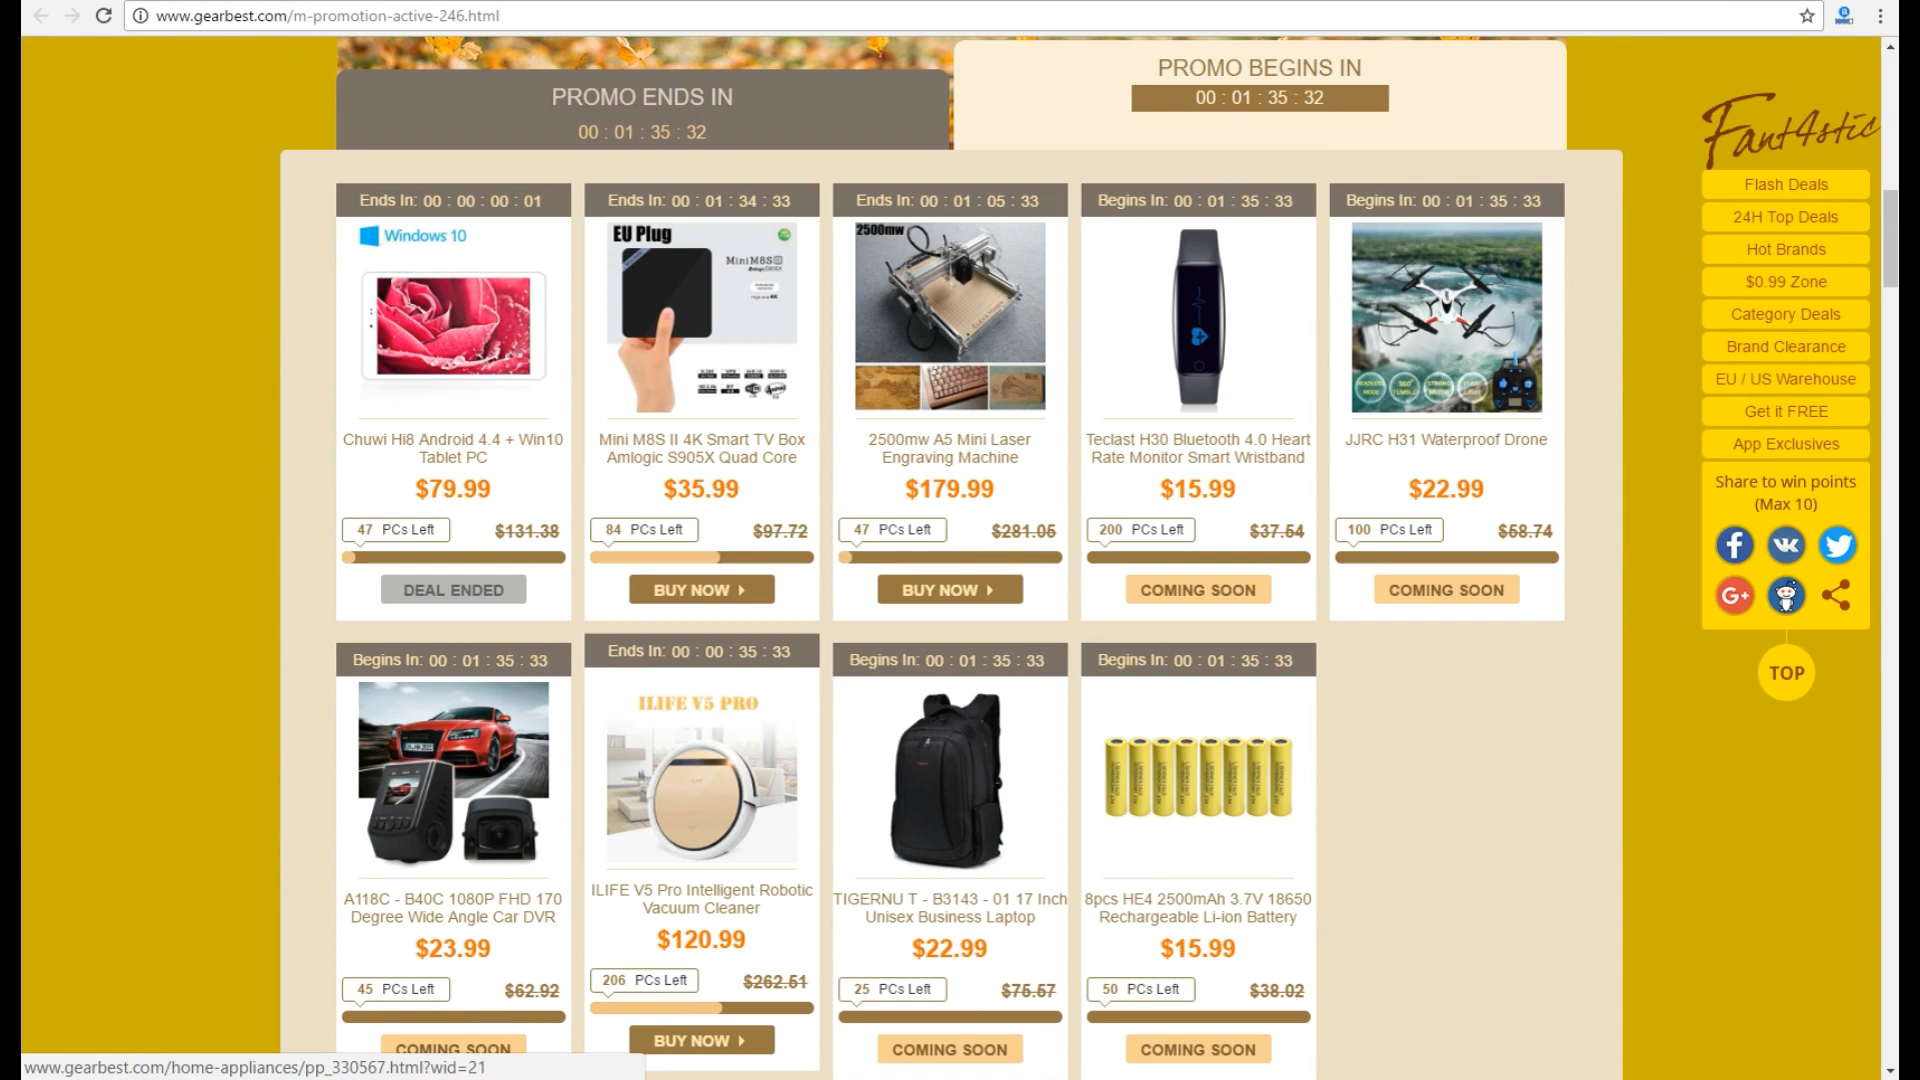 www.gearbest.com/m-promotion-active-246.html
PROMO ENDS IN
00 : 01 : 35 : 32
PROMO BEGINS IN
00 : 01 : 35 : 32
Fant4stic
Flash Deals
24H Top Deals
Hot Brands
$0.99 Zone
Category Deals
Brand Clearance
EU / US Warehouse
Get it FREE
App Exclusives
Share to win points
(Max 10)
TOP
Ends In: 00 : 00 : 00 : 01
Windows 10
Chuwi Hi8 Android 4.4 + Win10
Tablet PC
$79.99
47 PCs Left
$131.38
DEAL ENDED
Ends In: 00 : 01 : 34 : 33
EU Plug
MiniM8S II
Mini M8S II 4K Smart TV Box
Amlogic S905X Quad Core
$35.99
84 PCs Left
$97.72
BUY NOW
Ends In: 00 : 01 : 05 : 33
2500mw
2500mw A5 Mini Laser
Engraving Machine
$179.99
47 PCs Left
$281.05
BUY NOW
Begins In: 00 : 01 : 35 : 33
Teclast H30 Bluetooth 4.0 Heart
Rate Monitor Smart Wristband
$15.99
200 PCs Left
$37.54
COMING SOON
Begins In: 00 : 01 : 35 : 33
JJRC H31 Waterproof Drone
$22.99
100 PCs Left
$58.74
COMING SOON
Begins In: 00 : 01 : 35 : 33
A118C - B40C 1080P FHD 170
Degree Wide Angle Car DVR
$23.99
45 PCs Left
$62.92
COMING SOON
Ends In: 00 : 00 : 35 : 33
ILIFE V5 PRO
ILIFE V5 Pro Intelligent Robotic
Vacuum Cleaner
$120.99
206 PCs Left
$262.51
BUY NOW
Begins In: 00 : 01 : 35 : 33
TIGERNU T - B3143 - 01 17 Inch
Unisex Business Laptop
$22.99
25 PCs Left
$75.57
COMING SOON
Begins In: 00 : 01 : 35 : 33
8pcs HE4 2500mAh 3.7V 18650
Rechargeable Li-ion Battery
$15.99
50 PCs Left
$38.02
COMING SOON
www.gearbest.com/home-appliances/pp_330567.html?wid=21